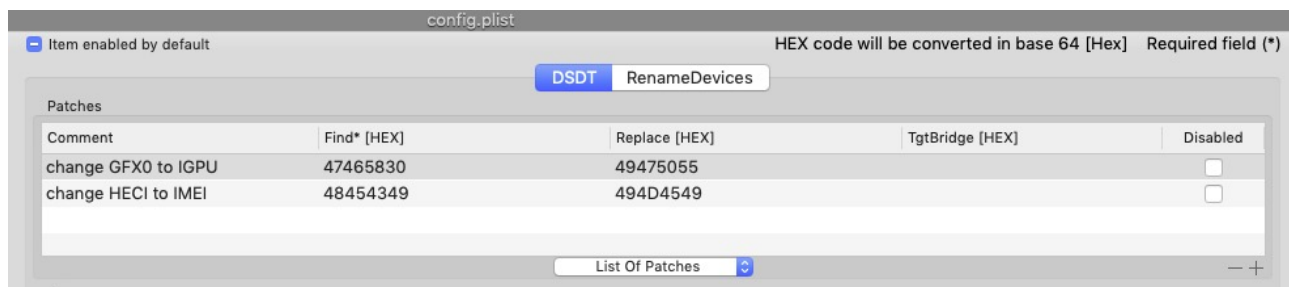 config.plist
Item enabled by default HEX code will be converted in base 64 [Hex] Required field (*)
DSDT RenameDevices
Patches
Comment Find* [HEX] Replace [HEX] TgtBridge [HEX] Disabled
change GFX0 to IGPU 47465830 49475055
change HECI to IMEI 48454349 494D4549
List Of Patches